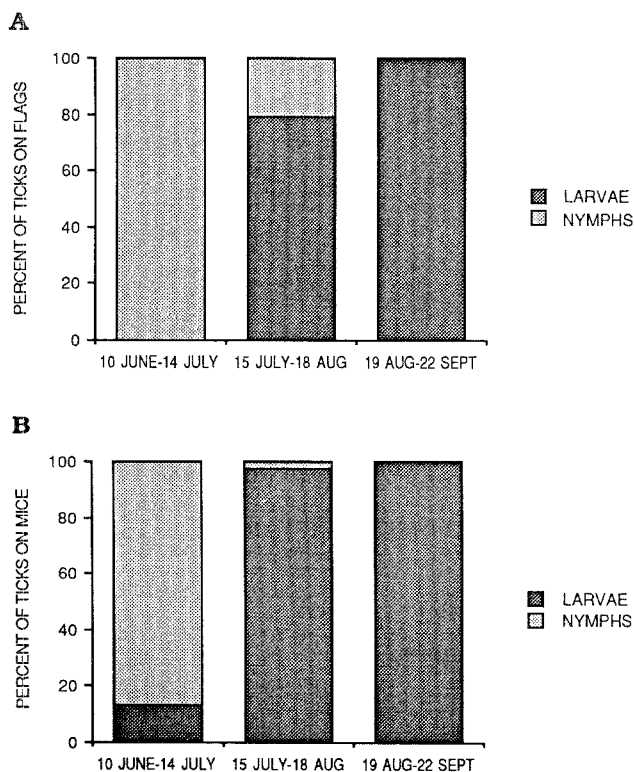 A
PERCENT OF TICKS ON FLAGS
100
80
60
40
20
0
10 JUNE-14 JULY
15 JULY-18 AUG
19 AUG-22 SEPT
LARVAE
NYMPHS
B
PERCENT OF TICKS ON MICE
100
80
60
40
20
0
10 JUNE-14 JULY
15 JULY-18 AUG
19 AUG-22 SEPT
LARVAE
NYMPHS